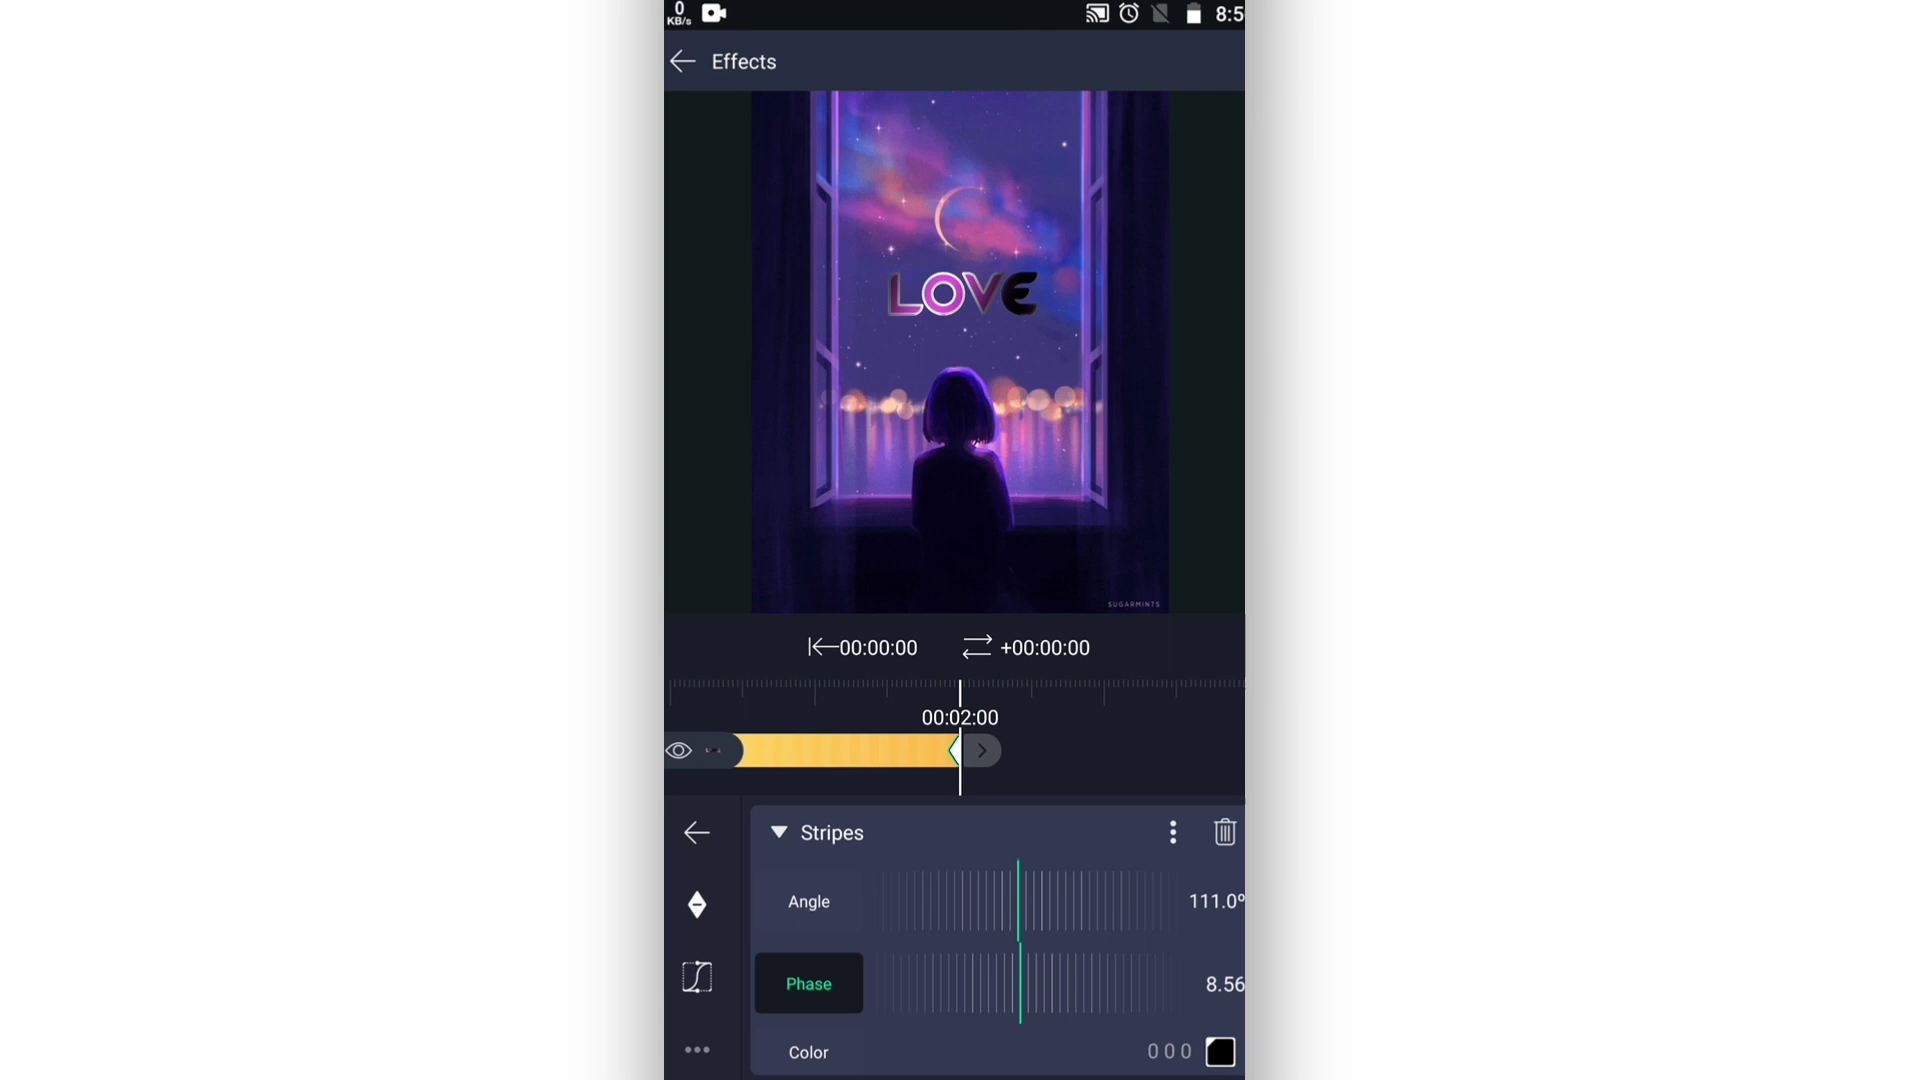 0
KB/s
8:5
Effects
LOVE
SUGARMINTS
00:00:00
+00:00:00
00:02:00
Stripes
Angle
111.0º
Phase
8.56
Color
0 0 0